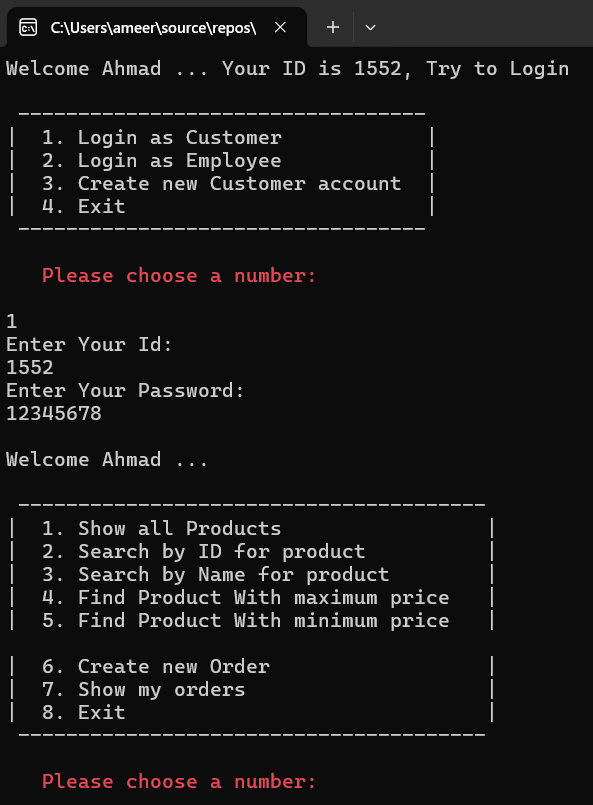 C:\Users\ameer\source\repos\
Welcome Ahmad ... Your ID is 1552, Try to Login
----------------------------------
|  1. Login as Customer            |
|  2. Login as Employee            |
|  3. Create new Customer account  |
|  4. Exit                         |
----------------------------------
Please choose a number:
1
Enter Your Id:
1552
Enter Your Password:
12345678
Welcome Ahmad ...
---------------------------------------
|  1. Show all Products                 |
|  2. Search by ID for product          |
|  3. Search by Name for product        |
|  4. Find Product With maximum price   |
|  5. Find Product With minimum price   |
|  6. Create new Order                  |
|  7. Show my orders                    |
|  8. Exit                              |
---------------------------------------
Please choose a number: